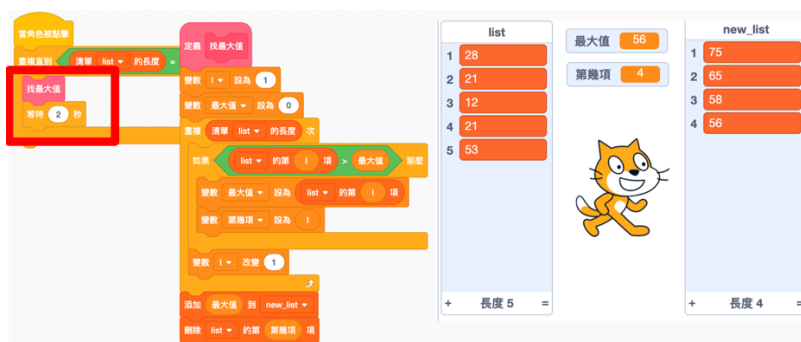 當角色被點擊
重複直到 清單 list 的長度 =
找最大值
等待 2 秒
定義 找最大值
變數 I 設為 1
變數 最大值 設為 0
重複 清單 list 的長度 次
如果 list 的第 I 項 > 最大值 那麼
變數 最大值 設為 list 的第 I 項
變數 第幾項 設為 I
變數 I 改變 1
添加 最大值 到 new_list
刪除 list 的第 第幾項 項
list
1 28
2 21
3 12
4 21
5 53
+ 長度 5 =
最大值 56
第幾項 4
new_list
1 75
2 65
3 58
4 56
+ 長度 4 =